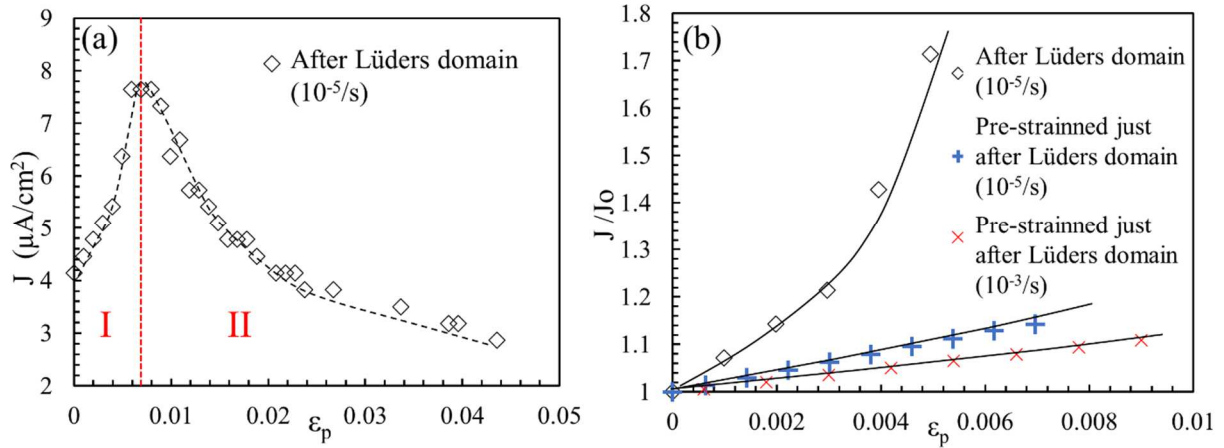 (a)
After Lüders domain
(10⁻⁵/s)
I
II
J (μA/cm²)
9
8
7
6
5
4
3
2
0
0.01
0.02
0.03
0.04
0.05
εₚ
(b)
After Lüders domain
(10⁻⁵/s)
Pre-strainned just
after Lüders domain
(10⁻⁵/s)
Pre-strainned just
after Lüders domain
(10⁻³/s)
J/Jo
1.8
1.7
1.6
1.5
1.4
1.3
1.2
1.1
1
0
0.002
0.004
0.006
0.008
0.01
εₚ